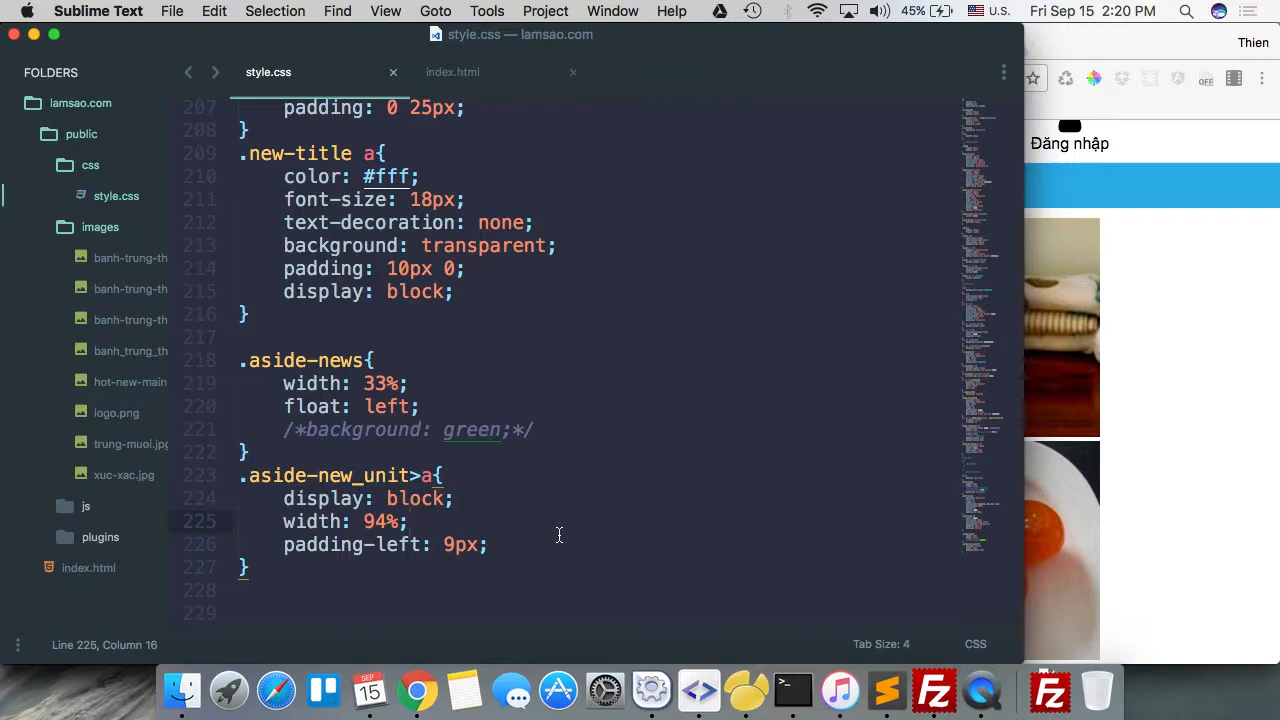 Sublime Text File Edit Selection Find View Goto Tools Project Window Help 45% U.S. Fri Sep 15 2:20 PM
style.css — lamsao.com
Thien
FOLDERS
style.css
index.html
lamsao.com
public
css
style.css
images
banh-trung-th
banh-trung-th
banh-trung-th
banh_trung_th
hot-new-main
logo.png
trung-muoi.jpg
xuc-xac.jpg
js
plugins
index.html
207 padding: 0 25px;
208 }
209 .new-title a{
210 color: #fff;
211 font-size: 18px;
212 text-decoration: none;
213 background: transparent;
214 padding: 10px 0;
215 display: block;
216 }
217
218 .aside-news{
219 width: 33%;
220 float: left;
221 /*background: green;*/
222 }
223 .aside-new_unit>a{
224 display: block;
225 width: 94%;
226 padding-left: 9px;
227 }
228
229
OFF
Đăng nhập
Line 225, Column 16
Tab Size: 4
CSS
SEP
15